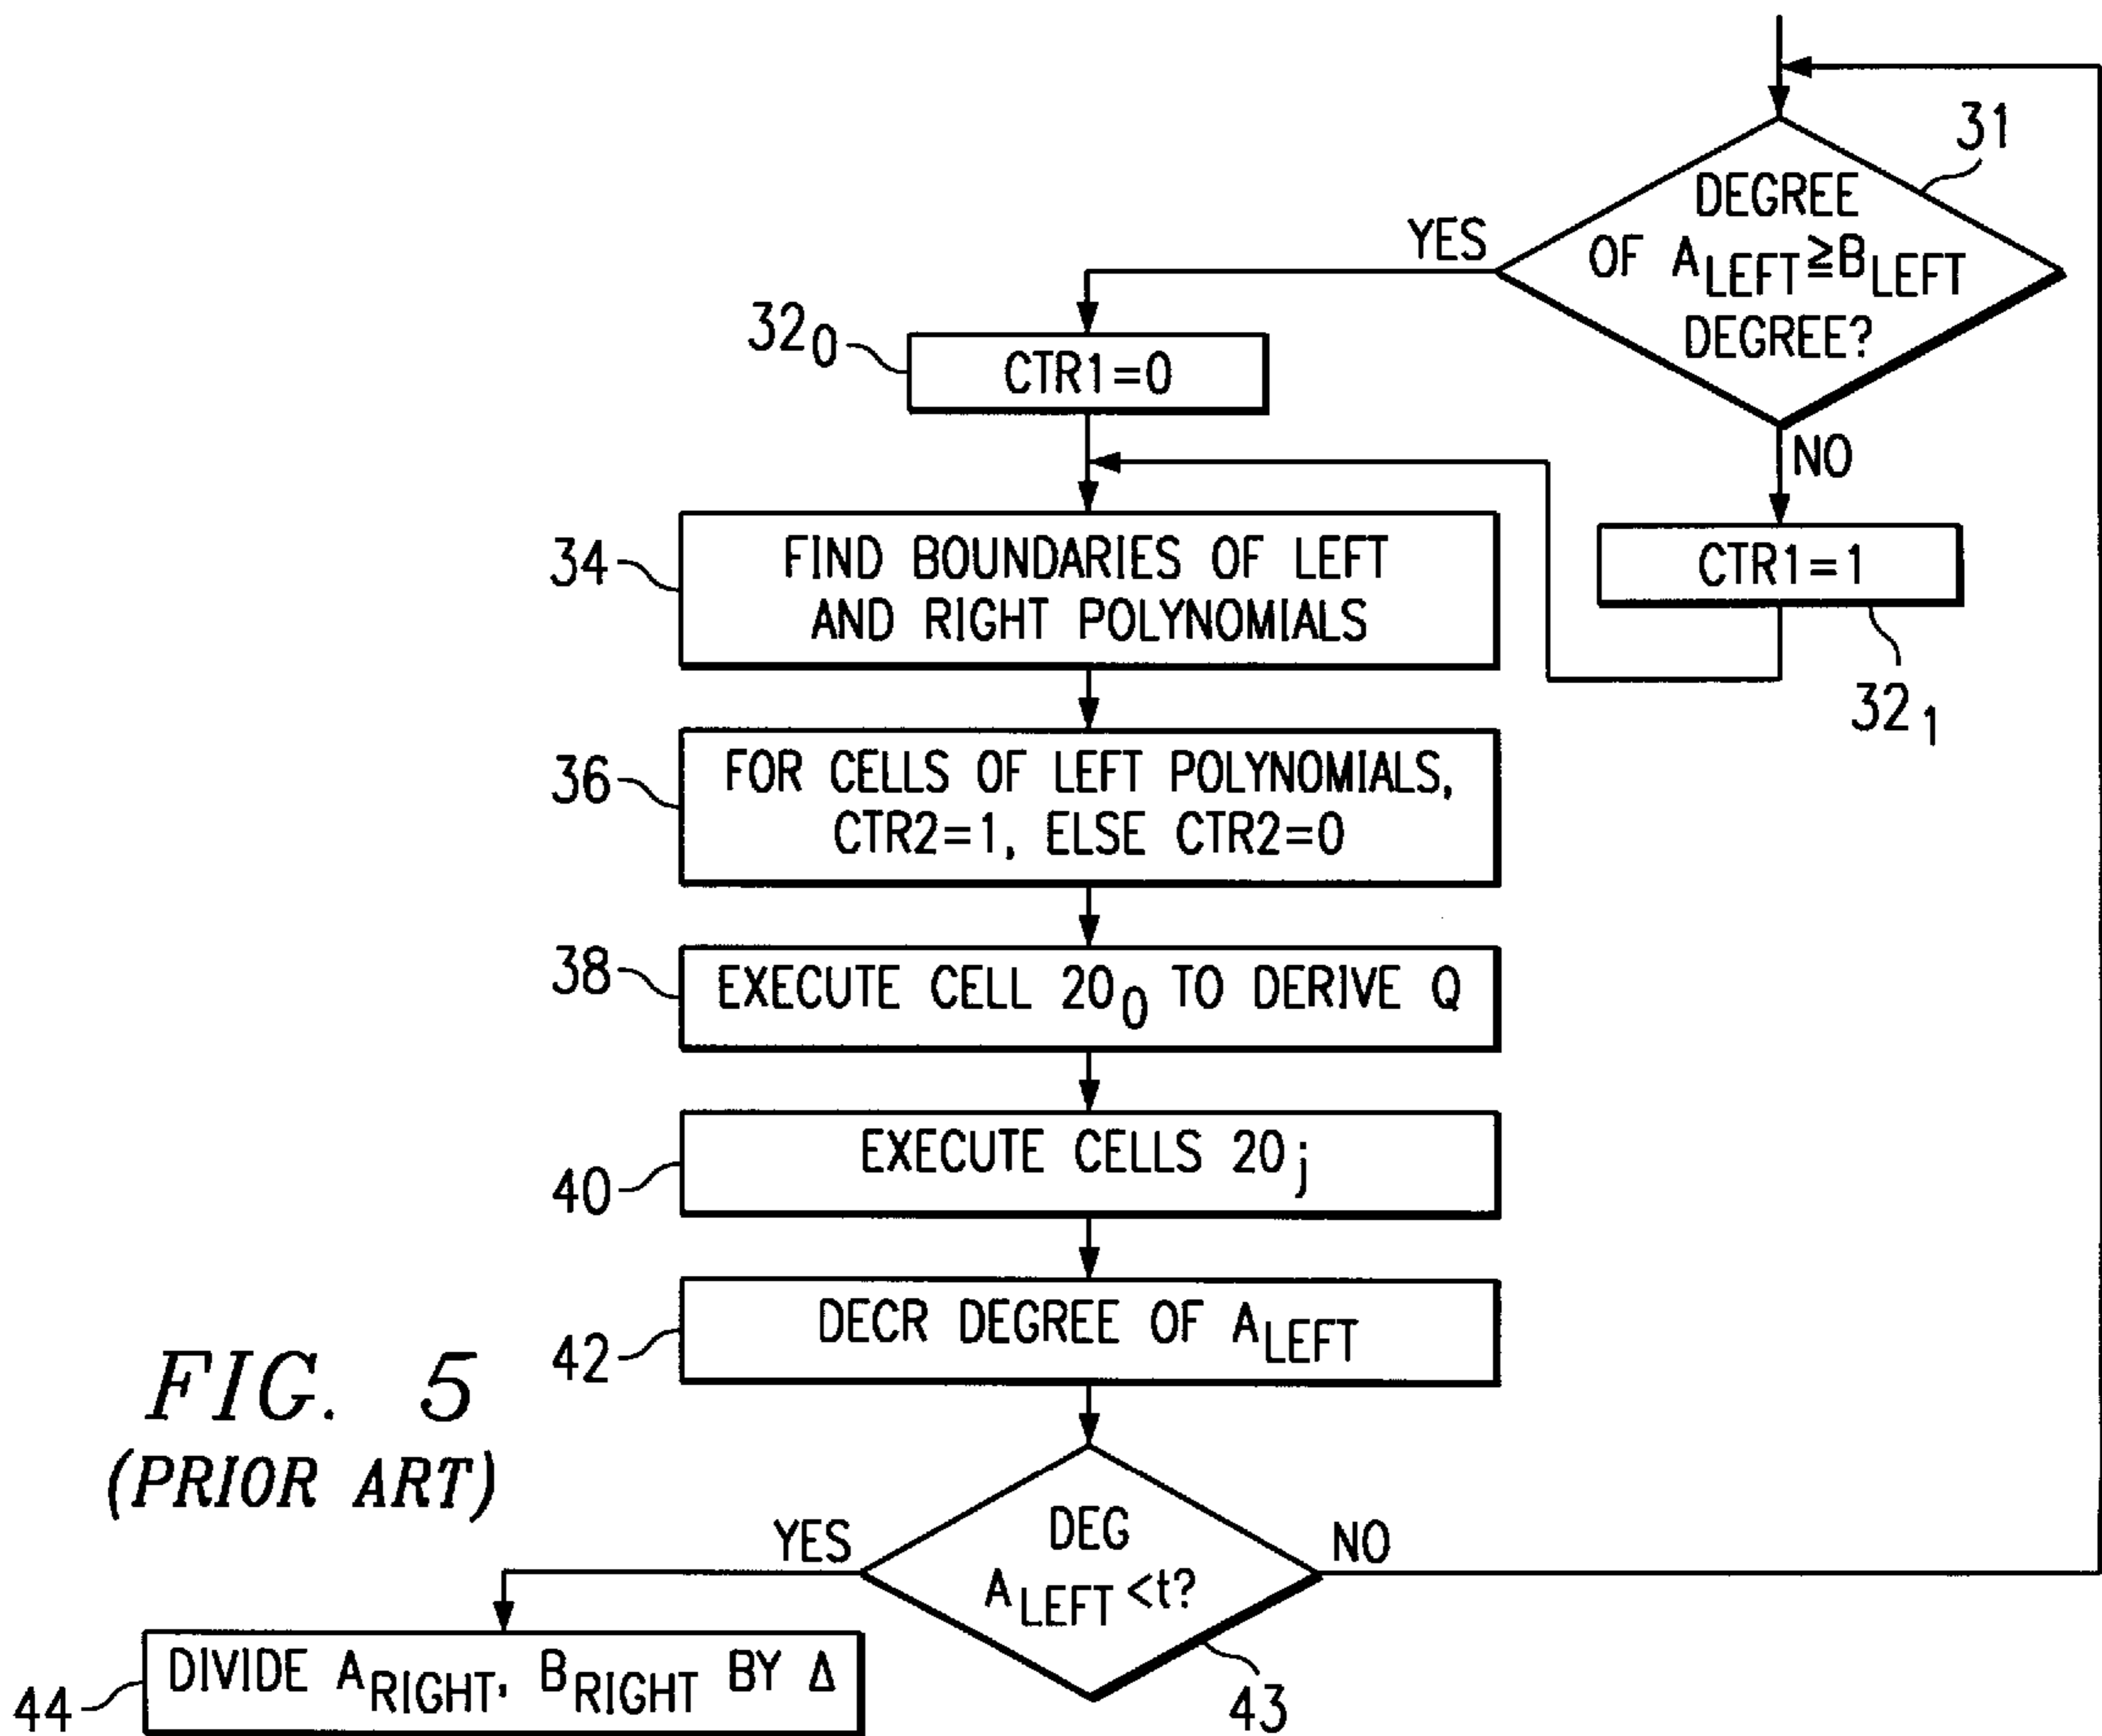 31
DEGREE
OF A_LEFT ≧ B_LEFT
DEGREE?
YES
NO
32_0
CTR1=0
CTR1=1
32_1
34
FIND BOUNDARIES OF LEFT
AND RIGHT POLYNOMIALS
36
FOR CELLS OF LEFT POLYNOMIALS,
CTR2=1, ELSE CTR2=0
38
EXECUTE CELL 20_0 TO DERIVE Q
40
EXECUTE CELLS 20_j
42
DECR DEGREE OF A_LEFT
DEG
A_LEFT <t?
YES
NO
43
44
DIVIDE A_RIGHT, B_RIGHT BY Δ
FIG. 5
(PRIOR ART)